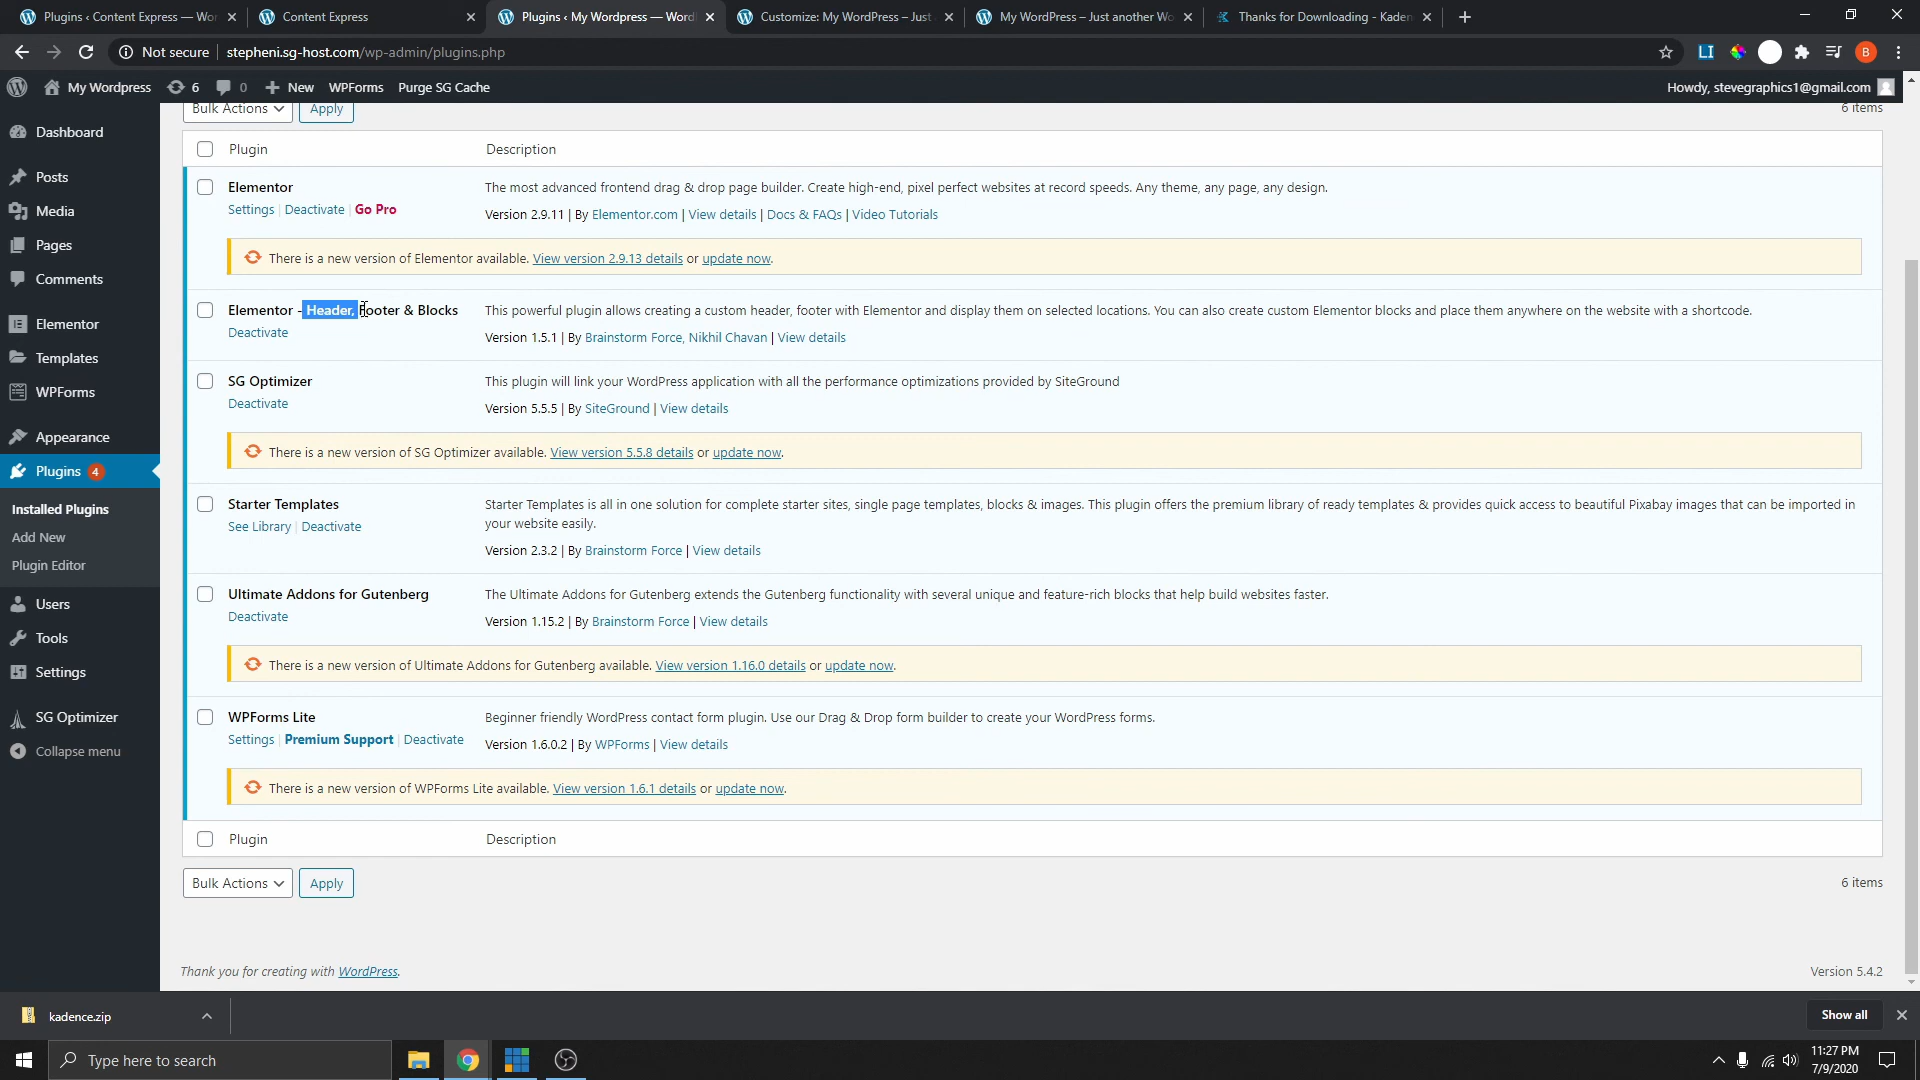 Plugins ‹ Content Express — Wor
Content Express
Plugins ‹ My Wordpress — Word
Customize: My WordPress – Just
My WordPress – Just another Wo
Thanks for Downloading - Kaden
Not secure
stepheni.sg-host.com/wp-admin/plugins.php
LI
B
My Wordpress
6
0
New
WPForms
Purge SG Cache
Howdy, stevegraphics1@gmail.com
Bulk Actions
Apply
6 items
Dashboard
Posts
Media
Pages
Comments
Elementor
Templates
WPForms
Appearance
Plugins 4
Installed Plugins
Add New
Plugin Editor
Users
Tools
Settings
SG Optimizer
Collapse menu
Plugin
Description
Elementor
Settings | Deactivate | Go Pro
The most advanced frontend drag & drop page builder. Create high-end, pixel perfect websites at record speeds. Any theme, any page, any design.
Version 2.9.11 | By Elementor.com | View details | Docs & FAQs | Video Tutorials
There is a new version of Elementor available. View version 2.9.13 details or update now.
Elementor - Header, Footer & Blocks
Deactivate
This powerful plugin allows creating a custom header, footer with Elementor and display them on selected locations. You can also create custom Elementor blocks and place them anywhere on the website with a shortcode.
Version 1.5.1 | By Brainstorm Force, Nikhil Chavan | View details
SG Optimizer
Deactivate
This plugin will link your WordPress application with all the performance optimizations provided by SiteGround
Version 5.5.5 | By SiteGround | View details
There is a new version of SG Optimizer available. View version 5.5.8 details or update now.
Starter Templates
See Library | Deactivate
Starter Templates is all in one solution for complete starter sites, single page templates, blocks & images. This plugin offers the premium library of ready templates & provides quick access to beautiful Pixabay images that can be imported in
your website easily.
Version 2.3.2 | By Brainstorm Force | View details
Ultimate Addons for Gutenberg
Deactivate
The Ultimate Addons for Gutenberg extends the Gutenberg functionality with several unique and feature-rich blocks that help build websites faster.
Version 1.15.2 | By Brainstorm Force | View details
There is a new version of Ultimate Addons for Gutenberg available. View version 1.16.0 details or update now.
WPForms Lite
Settings | Premium Support | Deactivate
Beginner friendly WordPress contact form plugin. Use our Drag & Drop form builder to create your WordPress forms.
Version 1.6.0.2 | By WPForms | View details
There is a new version of WPForms Lite available. View version 1.6.1 details or update now.
Plugin
Description
Bulk Actions
Apply
6 items
Thank you for creating with WordPress.
Version 5.4.2
kadence.zip
Show all
Type here to search
11:27 PM
7/9/2020